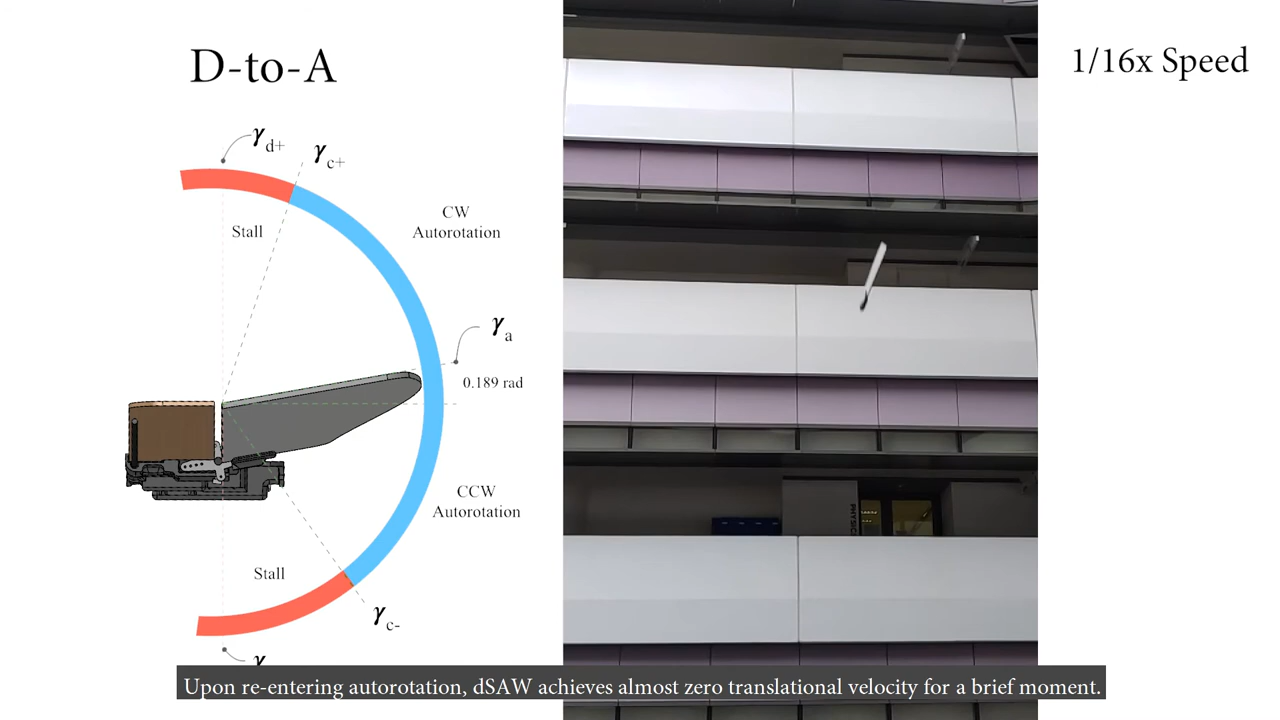 D-to-A
1/16x Speed
γd+
γc+
CW
Autorotation
Stall
γa
0.189 rad
CCW
Autorotation
Stall
γc-
γ
Upon re-entering autorotation, dSAW achieves almost zero translational velocity for a brief moment.